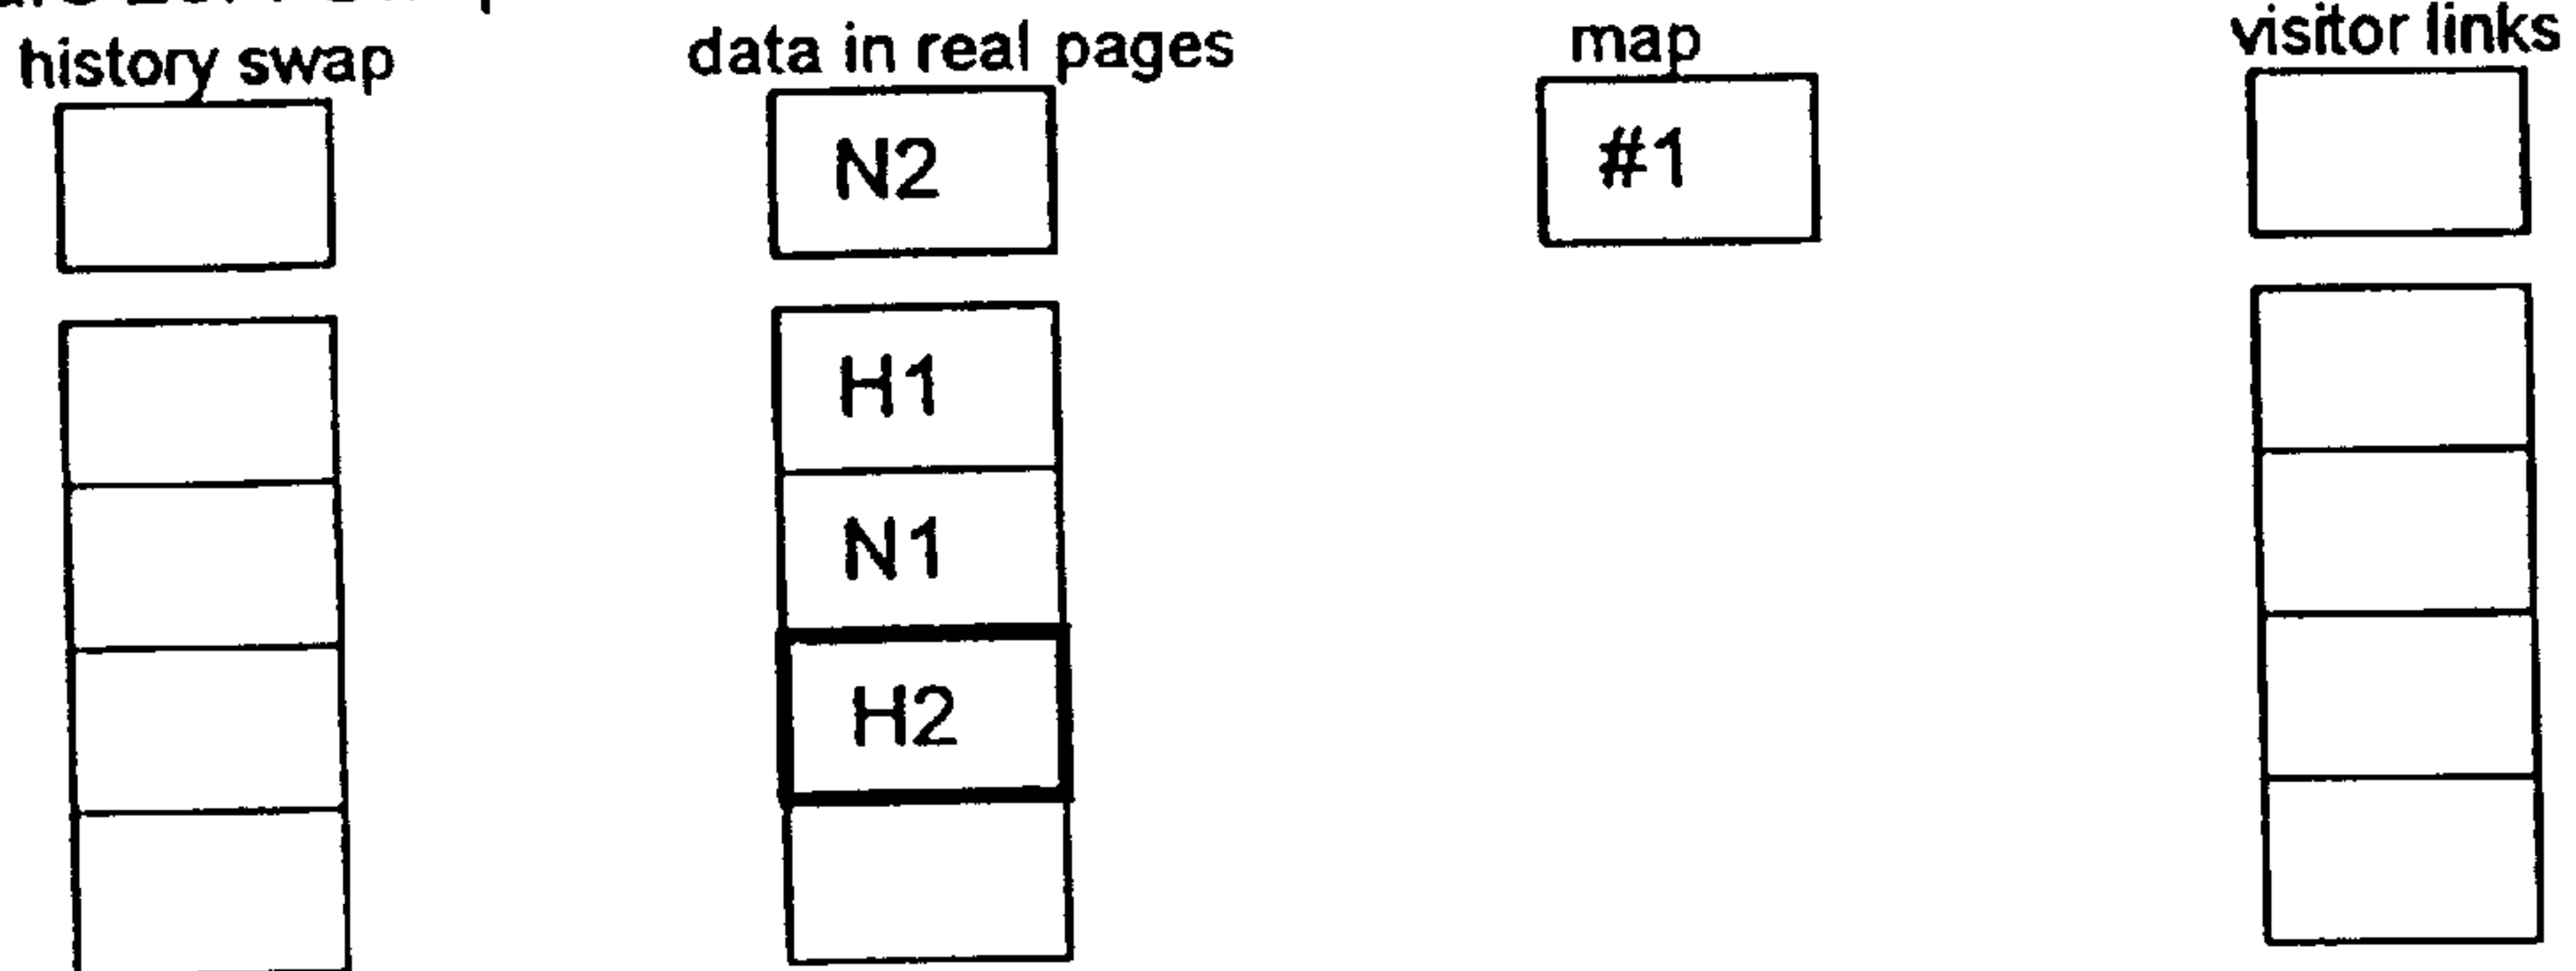 history swap
data in real pages
map
visitor links
N2
#1
H1
N1
H2